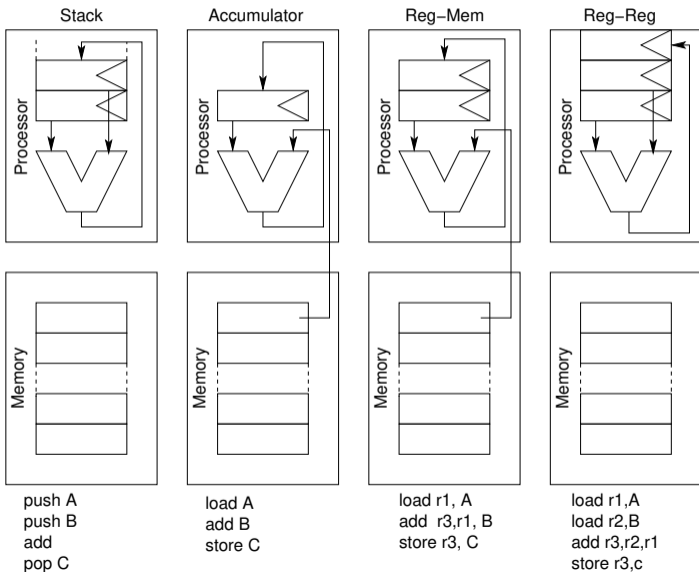 Stack
Accumulator
Reg-Mem
Reg-Reg
Processor
Processor
Processor
Processor
Memory
Memory
Memory
Memory
push A
push B
add
pop C
load A
add B
store C
load r1, A
add r3,r1, B
store r3, C
load r1,A
load r2,B
add r3,r2,r1
store r3,c